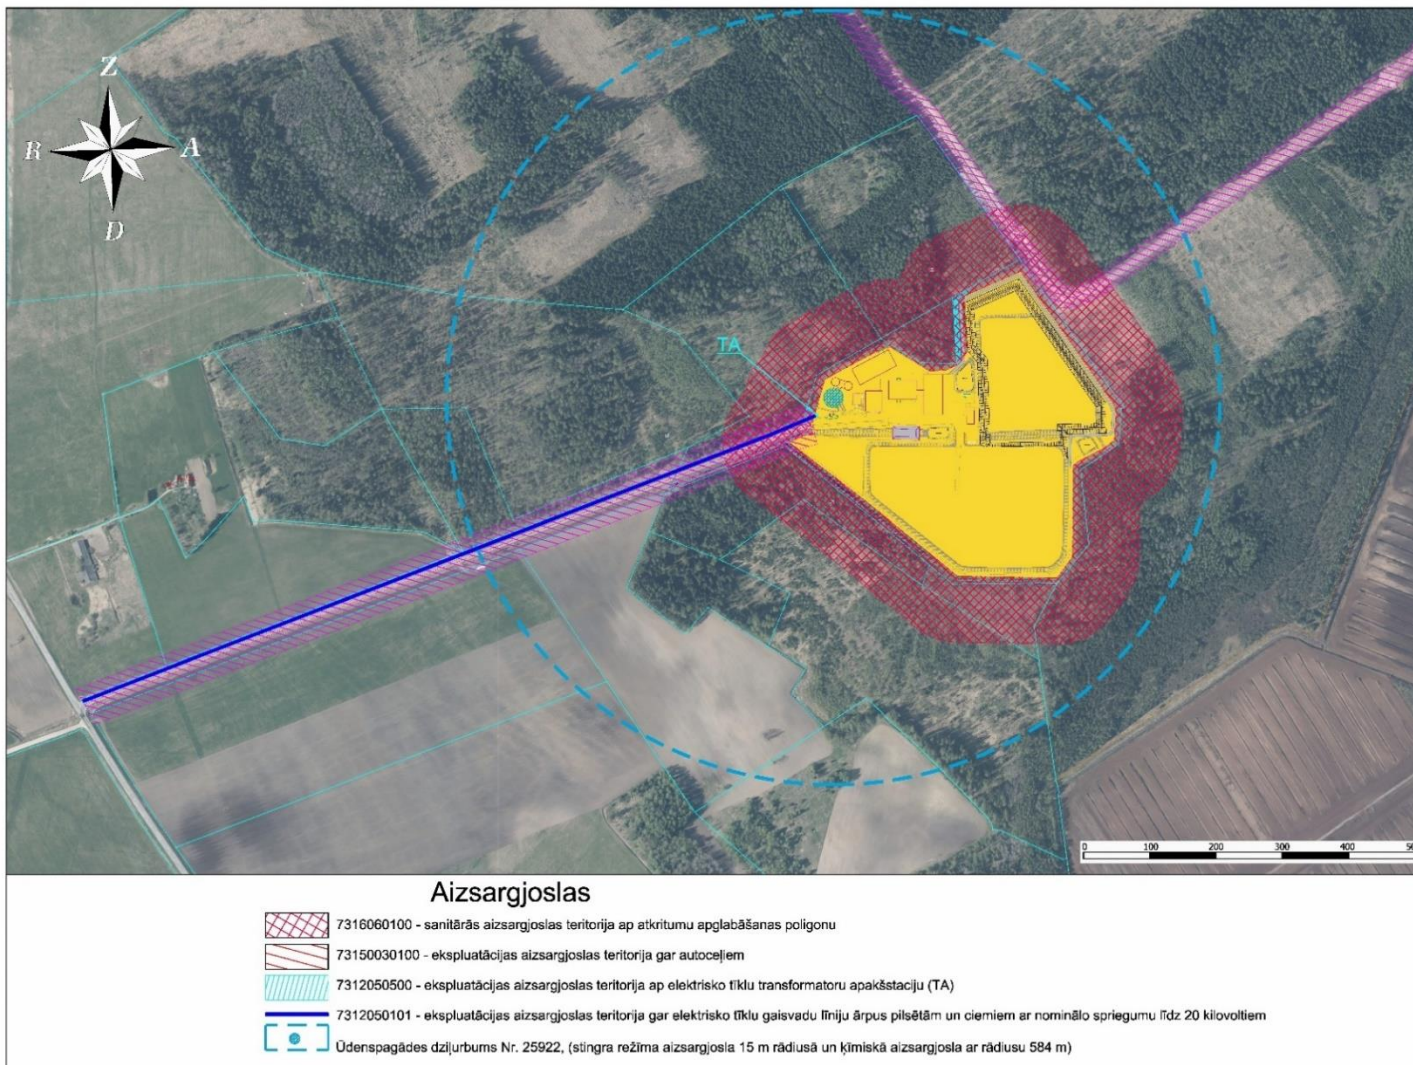 Z
R
A
D
TA
0 100 200 300 400 50
Aizsargjoslas
7316060100 - sanitārās aizsargjoslas teritorija ap atkritumu apglabāšanas poligonu
73150030100 - ekspluatācijas aizsargjoslas teritorija gar autoceļiem
7312050500 - ekspluatācijas aizsargjoslas teritorija ap elektrisko tīklu transformatoru apakšstaciju (TA)
7312050101 - ekspluatācijas aizsargjoslas teritorija gar elektrisko tīklu gaisvadu līniju ārpus pilsētām un ciemiem ar nominālo spriegumu līdz 20 kilovoltiem
Ūdenspagādes dziļurbums Nr. 25922, (stingra režīma aizsargjosla 15 m rādiusā un ķīmiskā aizsargjosla ar rādiusu 584 m)